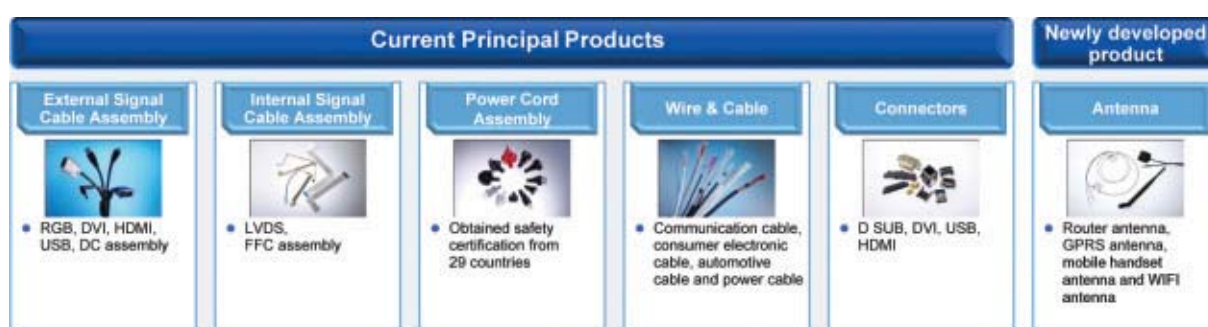 Current Principal Products
Newly developed
product
External Signal
Cable Assembly
RGB, DVI, HDMI,
USB, DC assembly
Internal Signal
Cable Assembly
LVDS,
FFC assembly
Power Cord
Assembly
Obtained safety
certification from
29 countries
Wire & Cable
Communication cable,
consumer electronic
cable, automotive
cable and power cable
Connectors
D SUB, DVI, USB,
HDMI
Antenna
Router antenna,
GPRS antenna,
mobile handset
antenna and WIFI
antenna